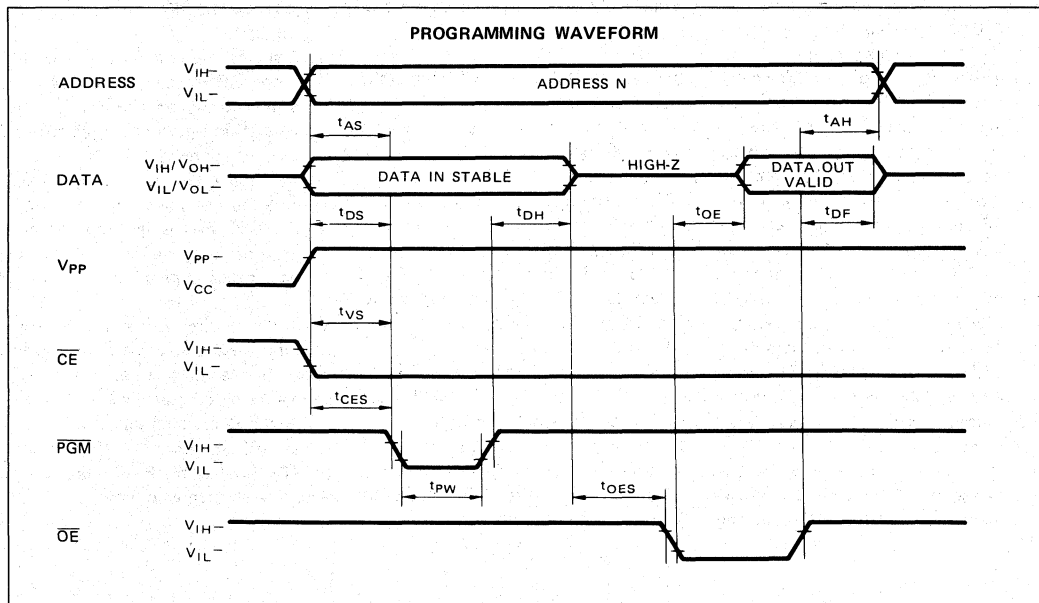 PROGRAMMING WAVEFORM
ADDRESS
VIH
VIL
ADDRESS N
tAS
tAH
DATA
VIH/VOH
VIL/VOL
DATA IN STABLE
HIGH-Z
DATA OUT
VALID
tDS
tDH
tOE
tDF
VPP
VPP
VCC
tVS
CE
VIH
VIL
tCES
PGM
VIH
VIL
tPW
tOES
OE
VIH
VIL